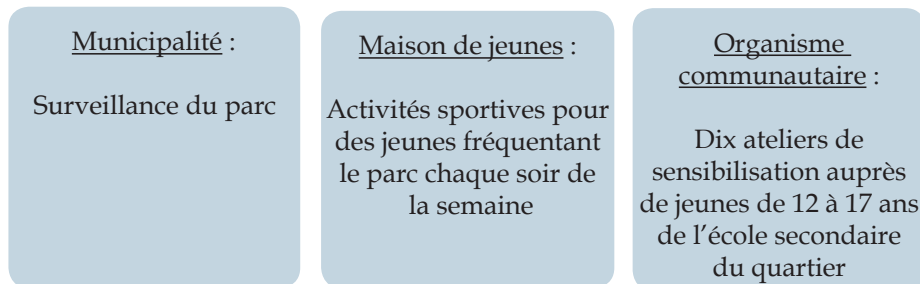 Municipalité :
Surveillance du parc
Maison de jeunes :
Activités sportives pour
des jeunes fréquentant
le parc chaque soir de
la semaine
Organisme
communautaire :
Dix ateliers de
sensibilisation auprès
de jeunes de 12 à 17 ans
de l’école secondaire
du quartier